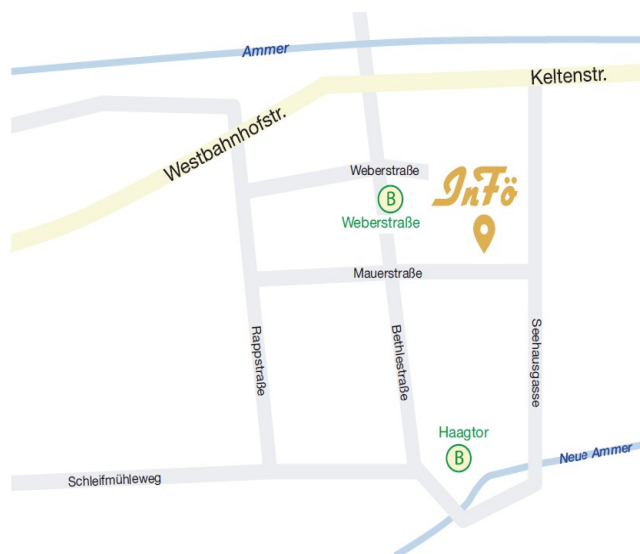 Ammer
Keltenstr.
Westbahnhofstr.
Weberstraße
InFö
B
Weberstraße
Mauerstraße
Rappstraße
Bethlestraße
Seehausgasse
Haagtor
B
Neue Ammer
Schleifmühleweg